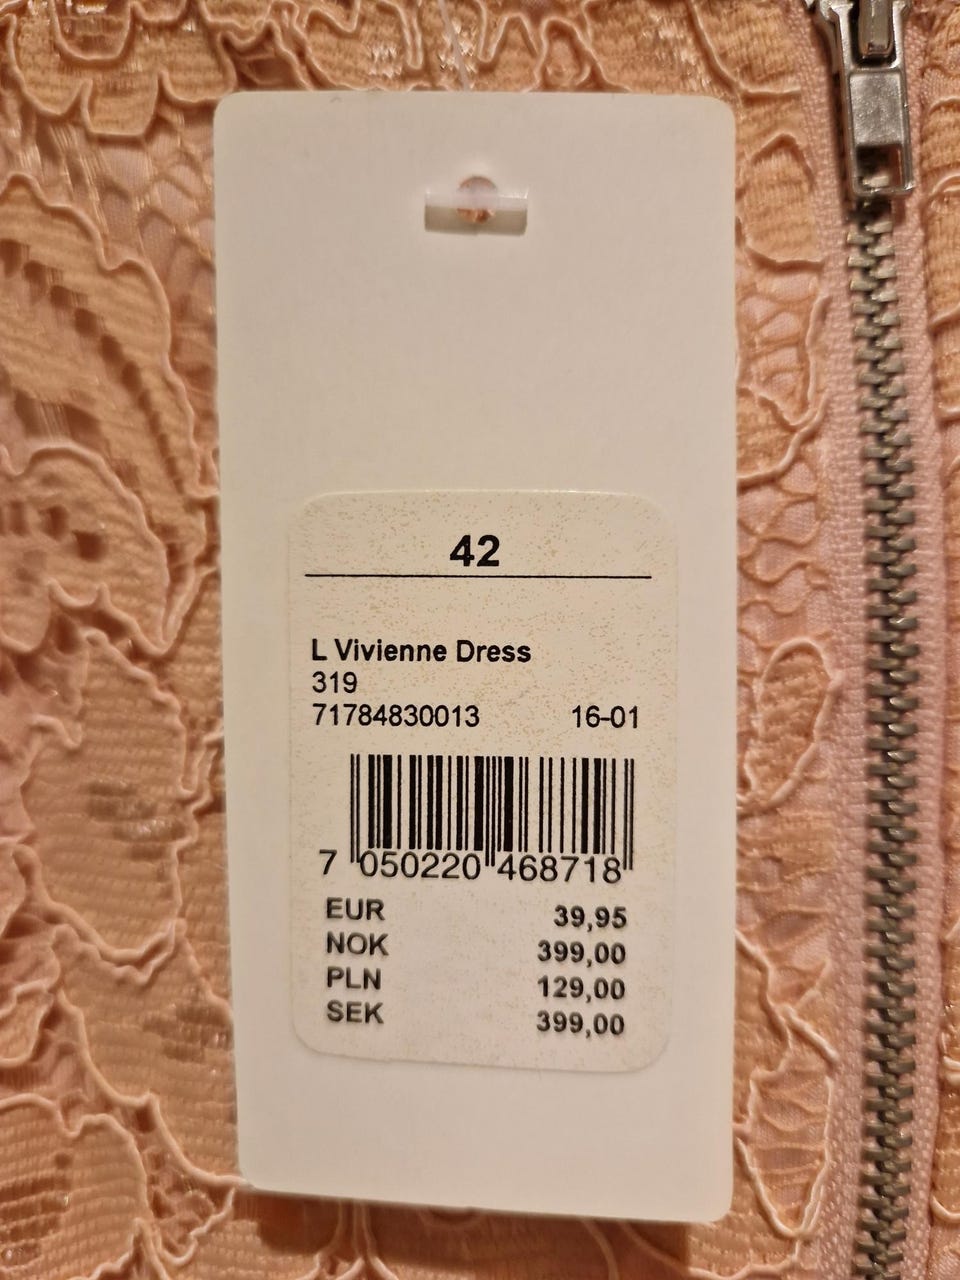 42
L Vivienne Dress
319
71784830013 16-01
7 050220 468718
EUR 39,95
NOK 399,00
PLN 129,00
SEK 399,00